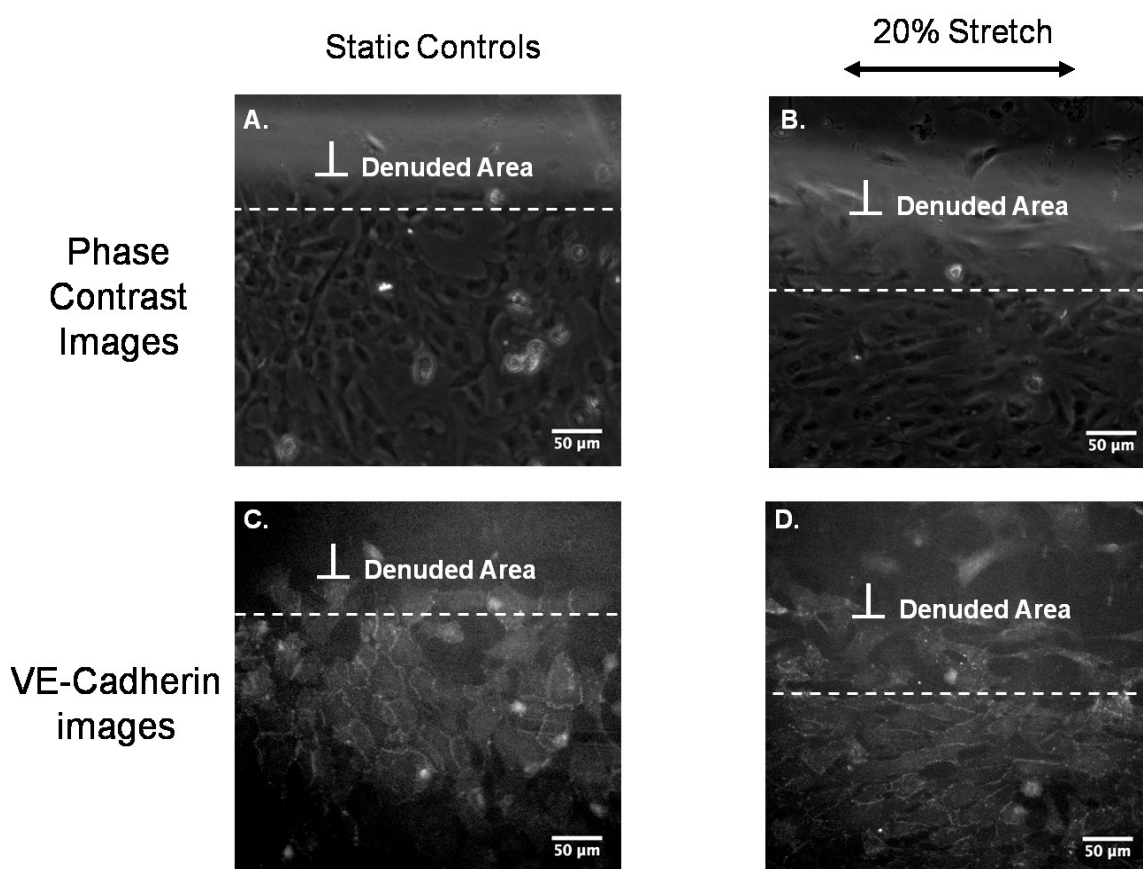 Static Controls
20% Stretch
Phase
Contrast
Images
A.
⊥ Denuded Area
50 µm
B.
⊥ Denuded Area
50 µm
VE-Cadherin
images
C.
⊥ Denuded Area
50 µm
D.
⊥ Denuded Area
50 µm